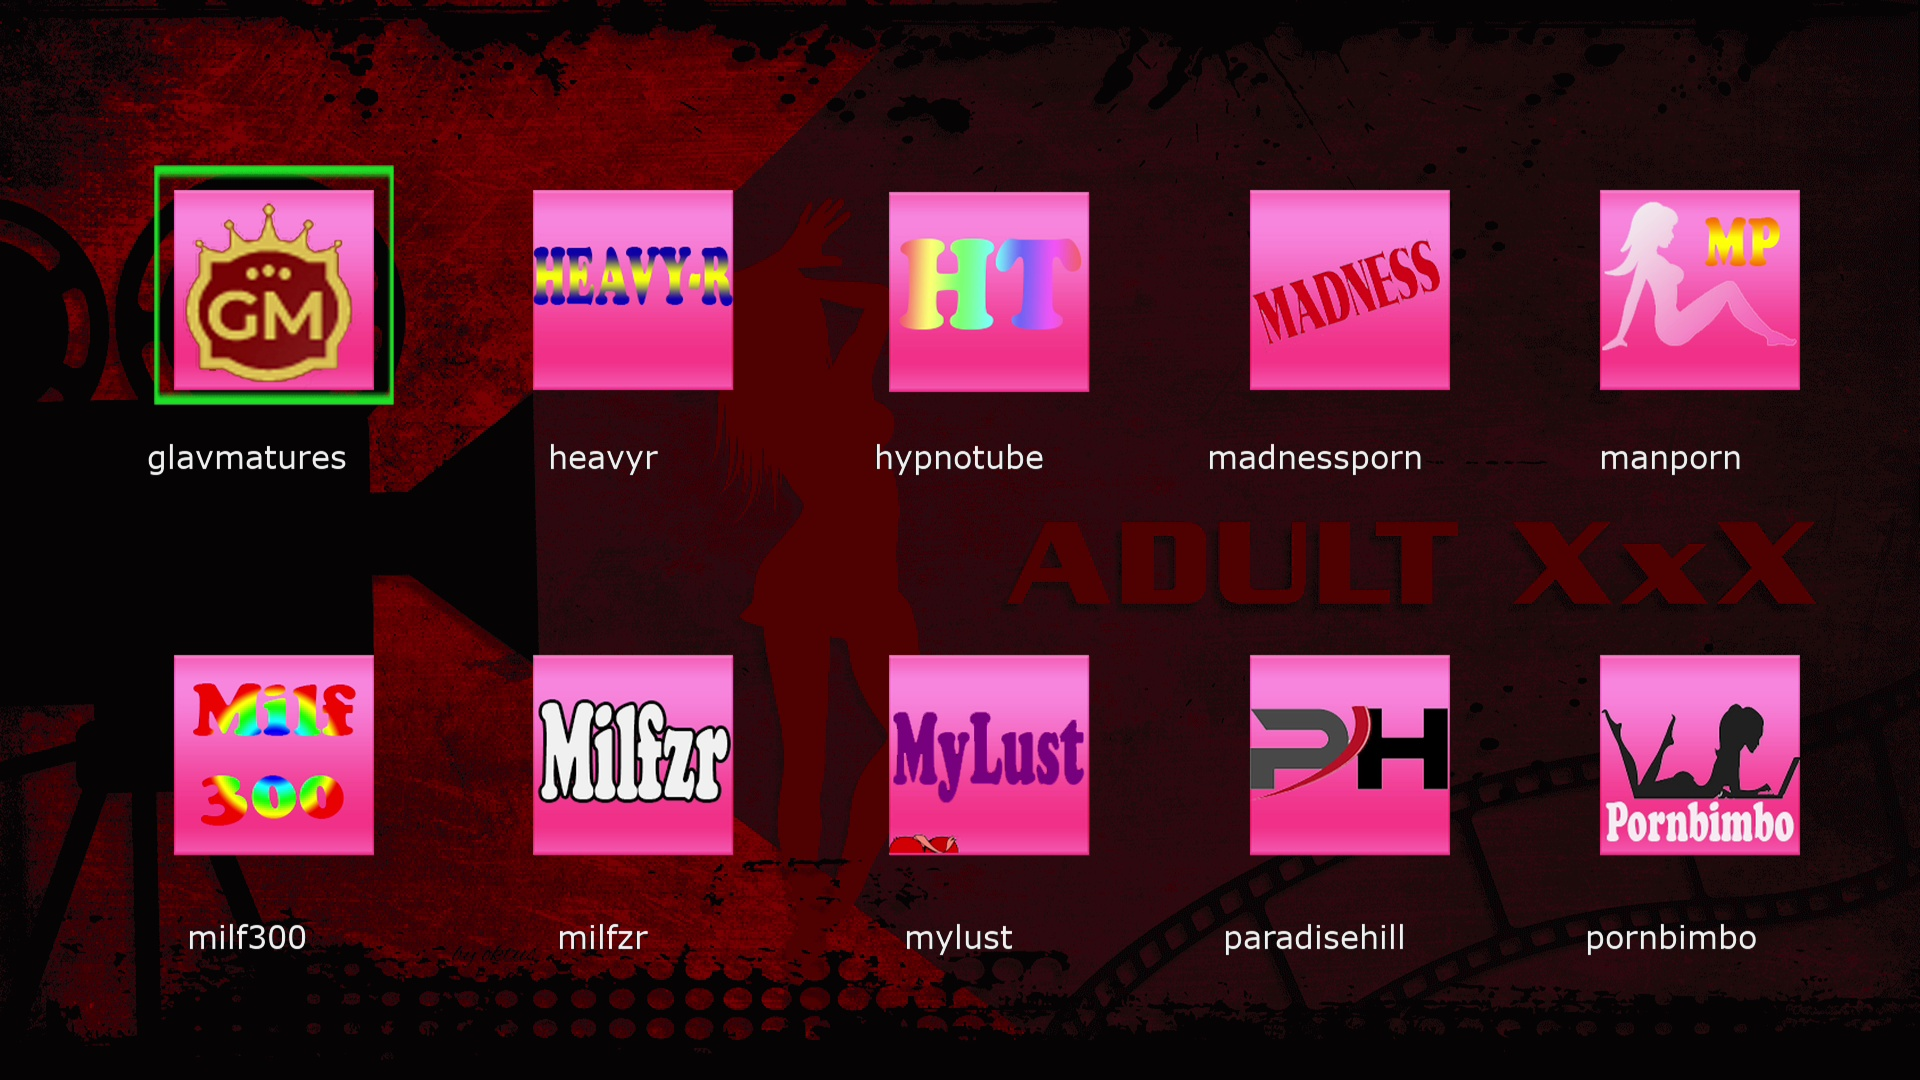 GM
HEAVY-R
HT
MADNESS
MP
glavmatures
heavyr
hypnotube
madnessporn
manporn
ADULT XxX
Milf
300
Milfzr
MyLust
PH
Pornbimbo
milf300
milfzr
mylust
paradisehill
pornbimbo